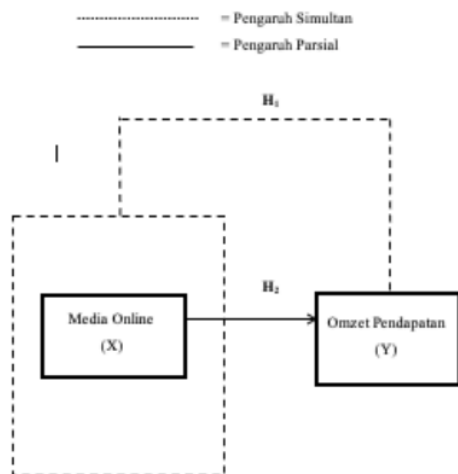 = Pengaruh Simultan
= Pengaruh Parsial
H₁
H₂
Media Online
(X)
Omzet Pendapatan
(Y)